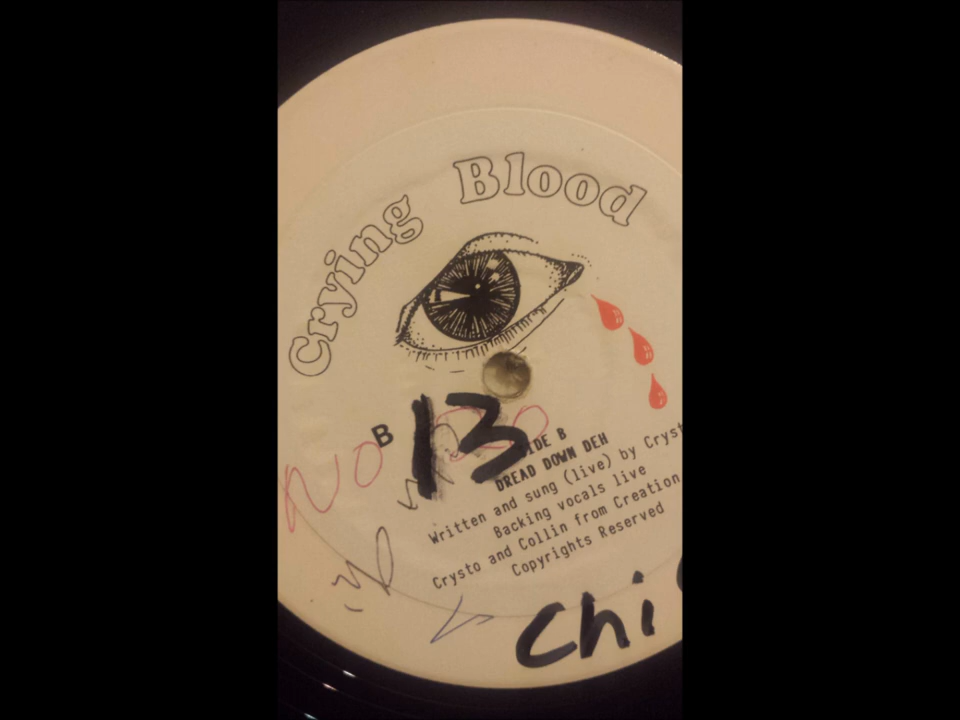 Crying Blood
B
13
SIDE B
DREAD DOWN DEH
Written and sung (live) by Cryst
Backing vocals live
Crysto and Collin from Creation
Copyrights Reserved
Chi